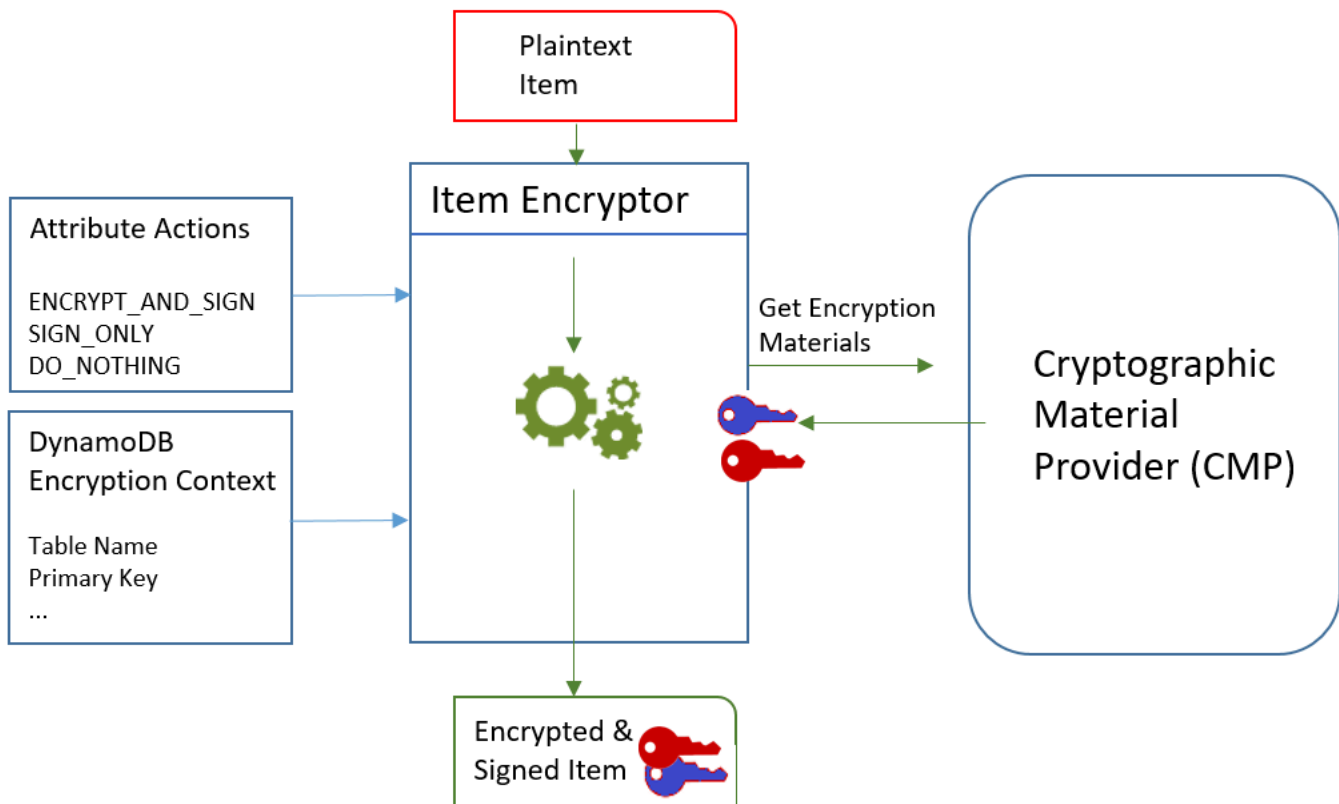 Plaintext
Item
Item Encryptor
Attribute Actions
ENCRYPT_AND_SIGN
SIGN_ONLY
DO_NOTHING
DynamoDB
Encryption Context
Table Name
Primary Key
...
Get Encryption
Materials
Cryptographic
Material
Provider (CMP)
Encrypted &
Signed Item